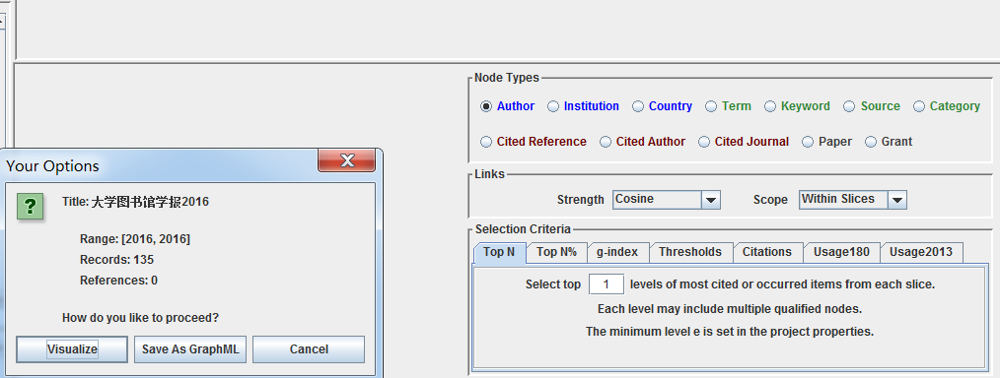 Node Types
Author Institution Country Term Keyword Source Category
Cited Reference Cited Author Cited Journal Paper Grant
Links
Strength Cosine Scope Within Slices
Selection Criteria
Top N Top N% g-index Thresholds Citations Usage180 Usage2013
Select top 1 levels of most cited or occurred items from each slice.
Each level may include multiple qualified nodes.
The minimum level e is set in the project properties.
Your Options
Title: 大学图书馆学报2016
Range: [2016, 2016]
Records: 135
References: 0
How do you like to proceed?
Visualize Save As GraphML Cancel